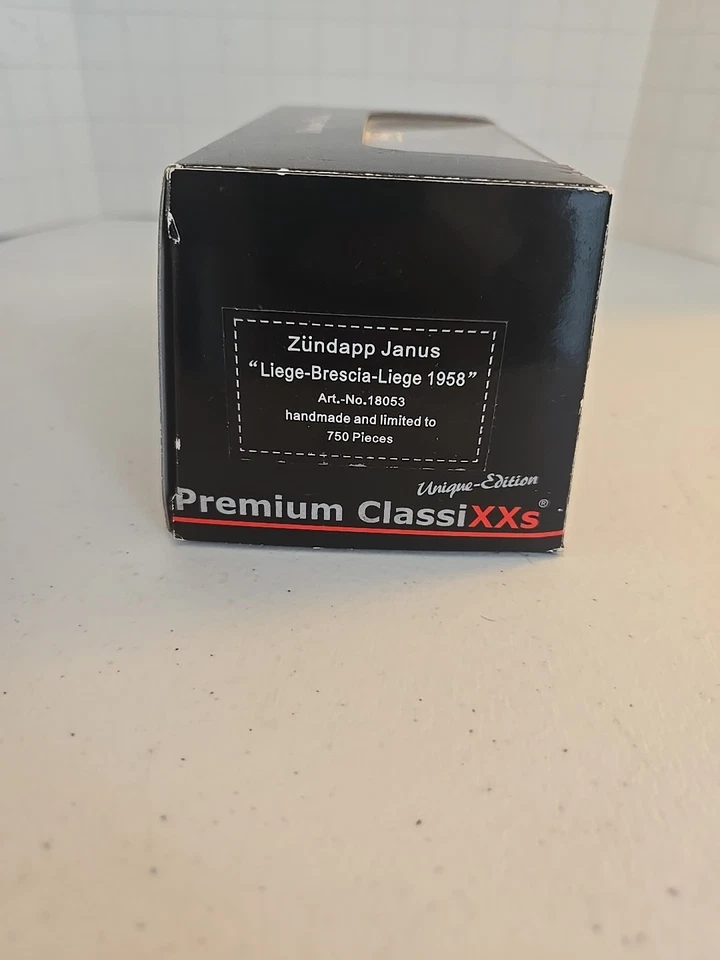 Zündapp Janus
“Liege-Brescia-Liege 1958”
Art.-No.18053
handmade and limited to
750 Pieces
Unique-Edition
Premium ClassiXXs®